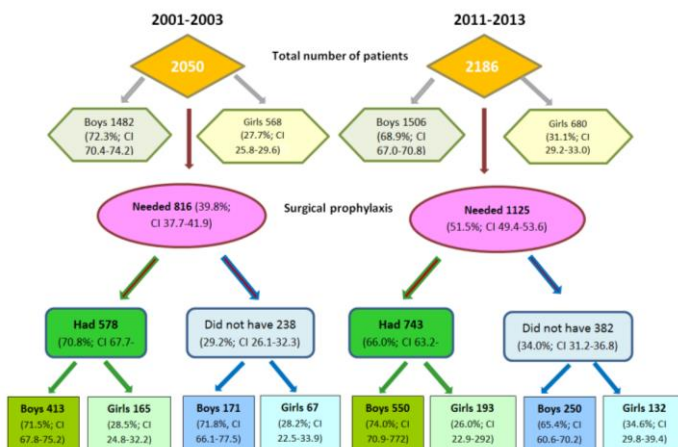 2001-2003
2011-2013
Total number of patients
2050
2186
Boys 1482
(72.3%; CI
70.4-74.2)
Girls 568
(27.7%; CI
25.8-29.6)
Boys 1506
(68.9%; CI
67.0-70.8)
Girls 680
(31.1%; CI
29.2-33.0)
Needed 816 (39.8%;
CI 37.7-41.9)
Surgical prophylaxis
Needed 1125
(51.5%; CI 49.4-53.6)
Had 578
(70.8%; CI 67.7-
Did not have 238
(29.2%; CI 26.1-32.3)
Had 743
(66.0%; CI 63.2-
Did not have 382
(34.0%; CI 31.2-36.8)
Boys 413
(71.5%; CI
67.8-75.2)
Girls 165
(28.5%; CI
24.8-32.2)
Boys 171
(71.8%; CI
66.1-77.5)
Girls 67
(28.2%; CI
22.5-33.9)
Boys 550
(74.0%; CI
70.9-772)
Girls 193
(26.0%; CI
22.9-292)
Boys 250
(65.4%; CI
60.6-70.2)
Girls 132
(34.6%; CI
29.8-39.4)